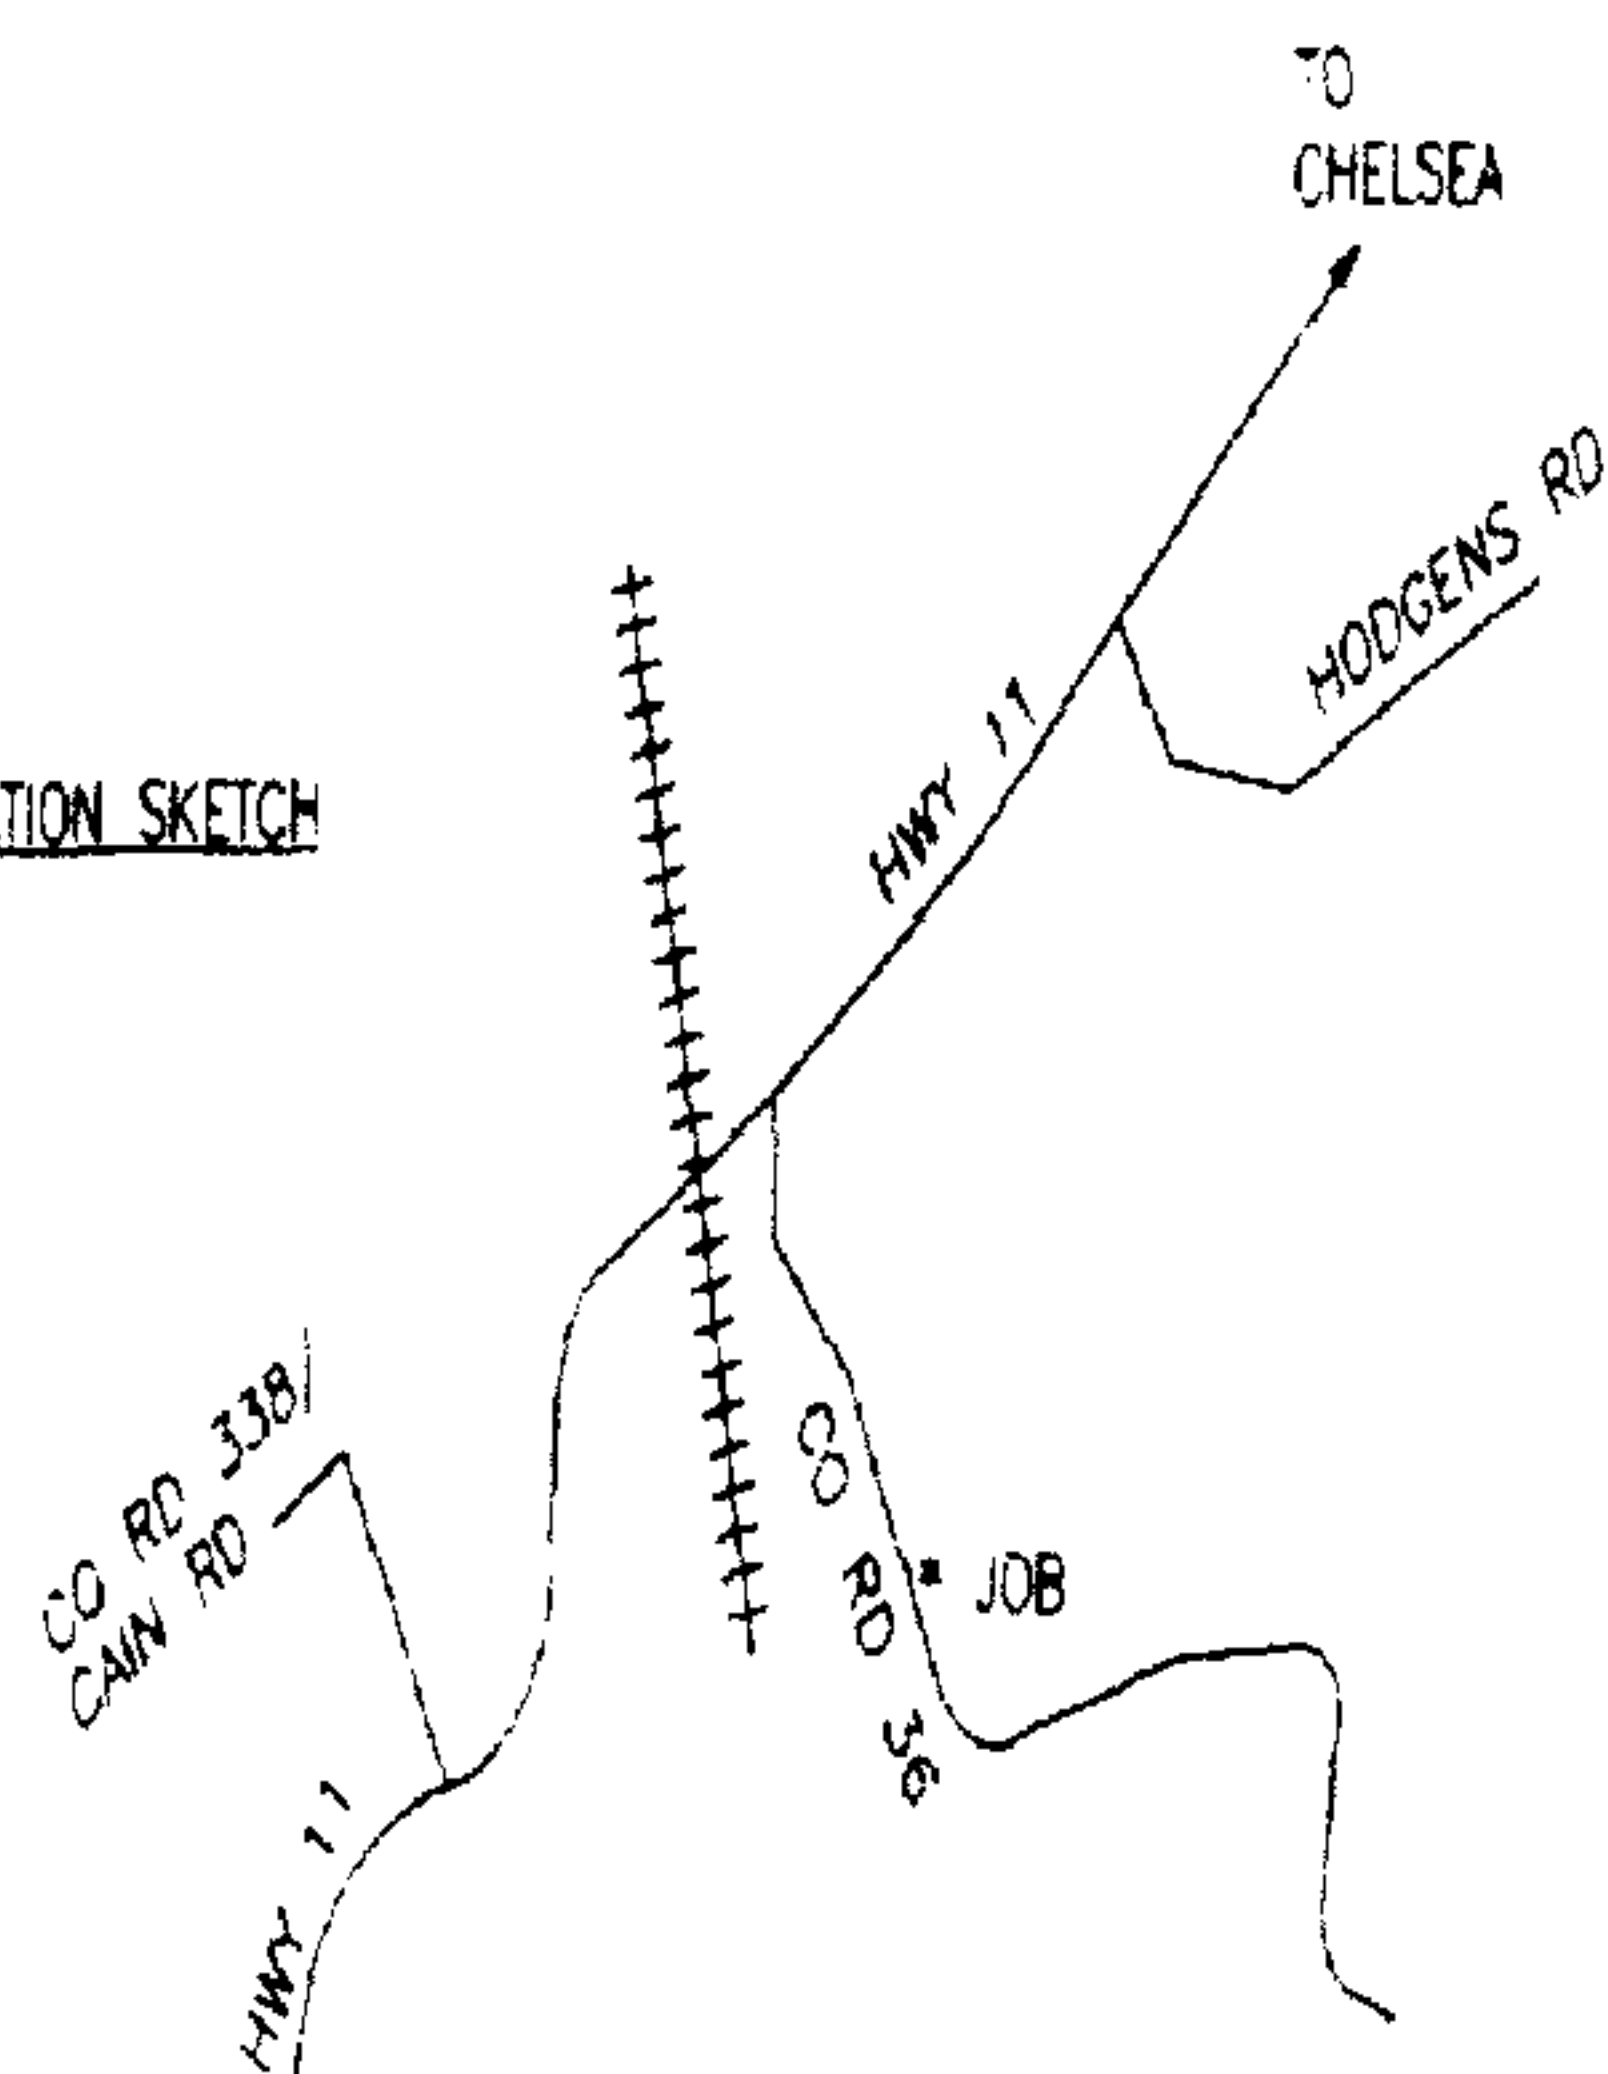 TO
CHELSEA
HODGENS RD
HWY 11
TION SKETCH
CO RD 338
CAIN RD
CO RD 36
JOB
HWY 11